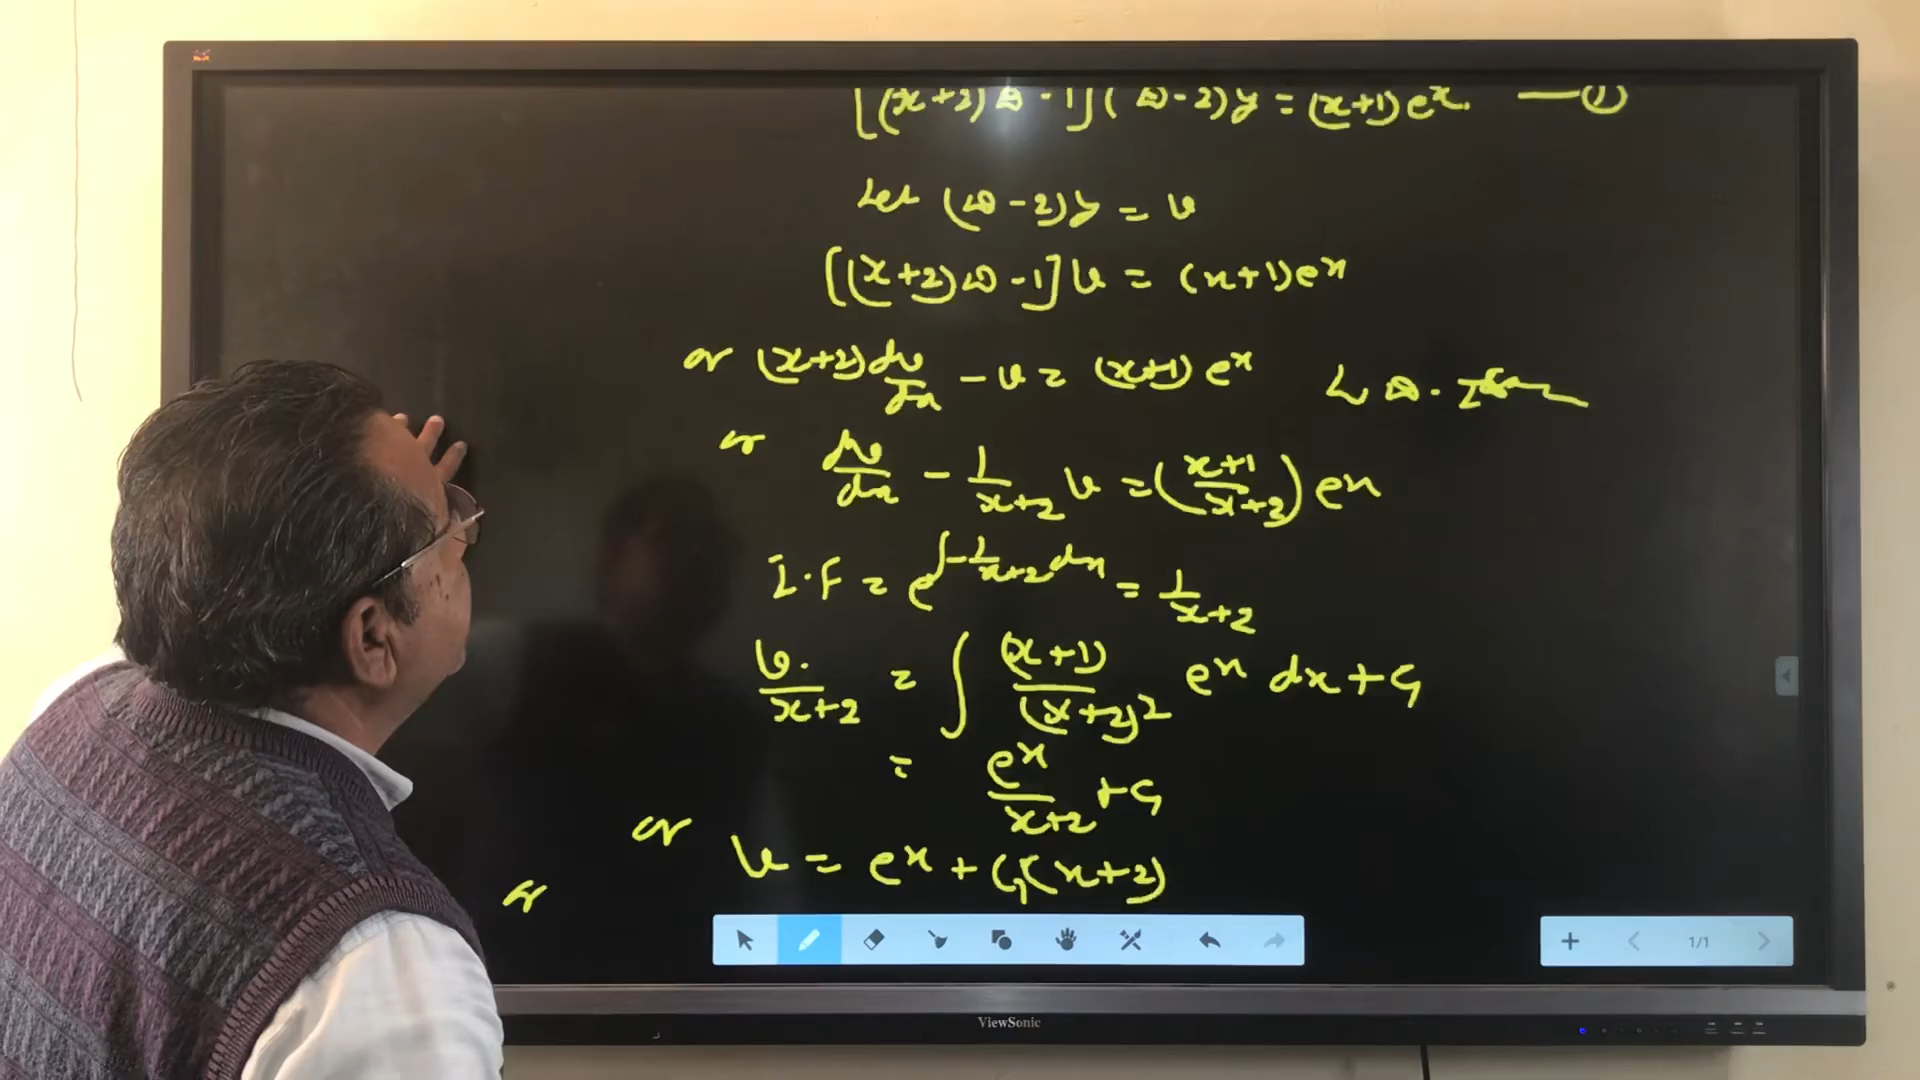 [(x+2)D-1](D-2)y = (x+1)e^x. —①
Let (D-2)y = v
[(x+2)D-1]v = (x+1)e^x
or (x+2)dv/dx - v = (x+1)e^x L D.
or dv/dx - 1/(x+2) v = ((x+1)/(x+2)) e^x
I.F = e^∫-1/(x+2) dx = 1/(x+2)
v./(x+2) = ∫ (x+1)/(x+2)^2 e^x dx + C₁
= e^x/(x+2) + C₁
or v = e^x + C₁(x+2)
or
1/1
ViewSonic